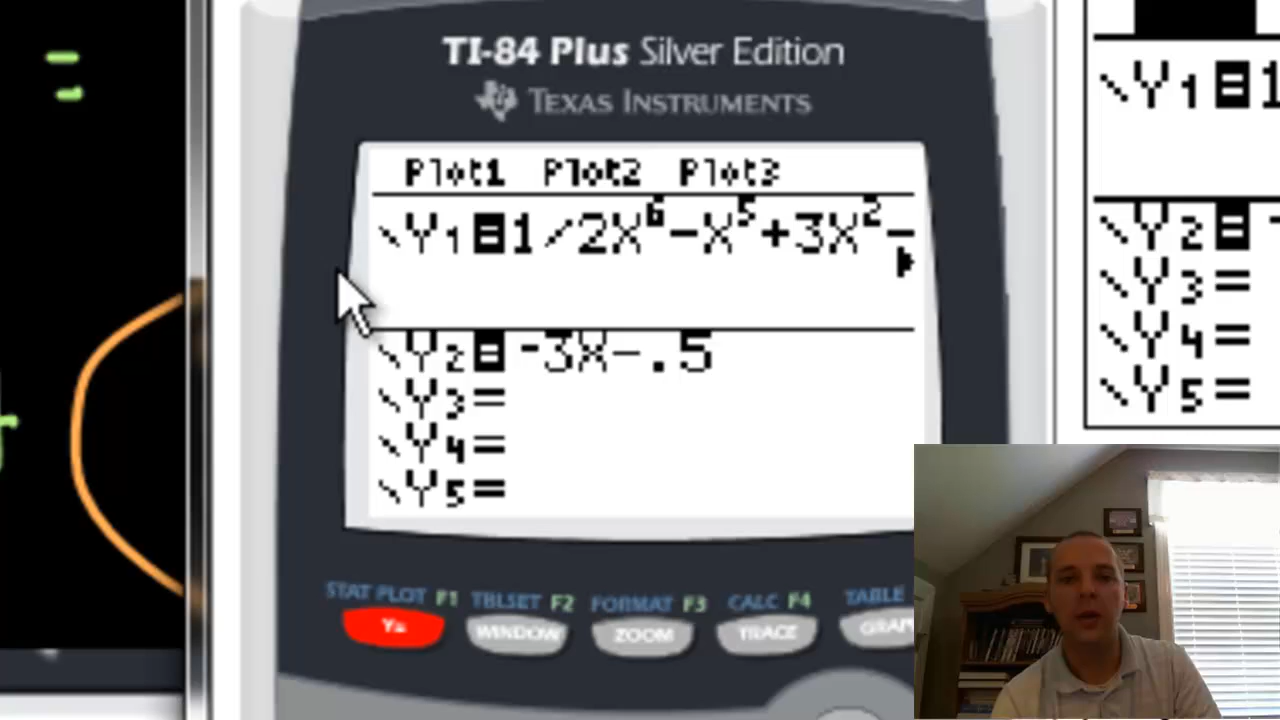 TI-84 Plus Silver Edition
TEXAS INSTRUMENTS
Plot1 Plot2 Plot3
\Y₁=1/2X⁶-X⁵+3X²-
\Y₂=-3X-.5
\Y₃=
\Y₄=
\Y₅=
STAT PLOT F1 TBLSET F2 FORMAT F3 CALC F4 TABLE
Y= WINDOW ZOOM TRACE GRAPH
\Y₁=1
\Y₂=-
\Y₃=
\Y₄=
\Y₅=